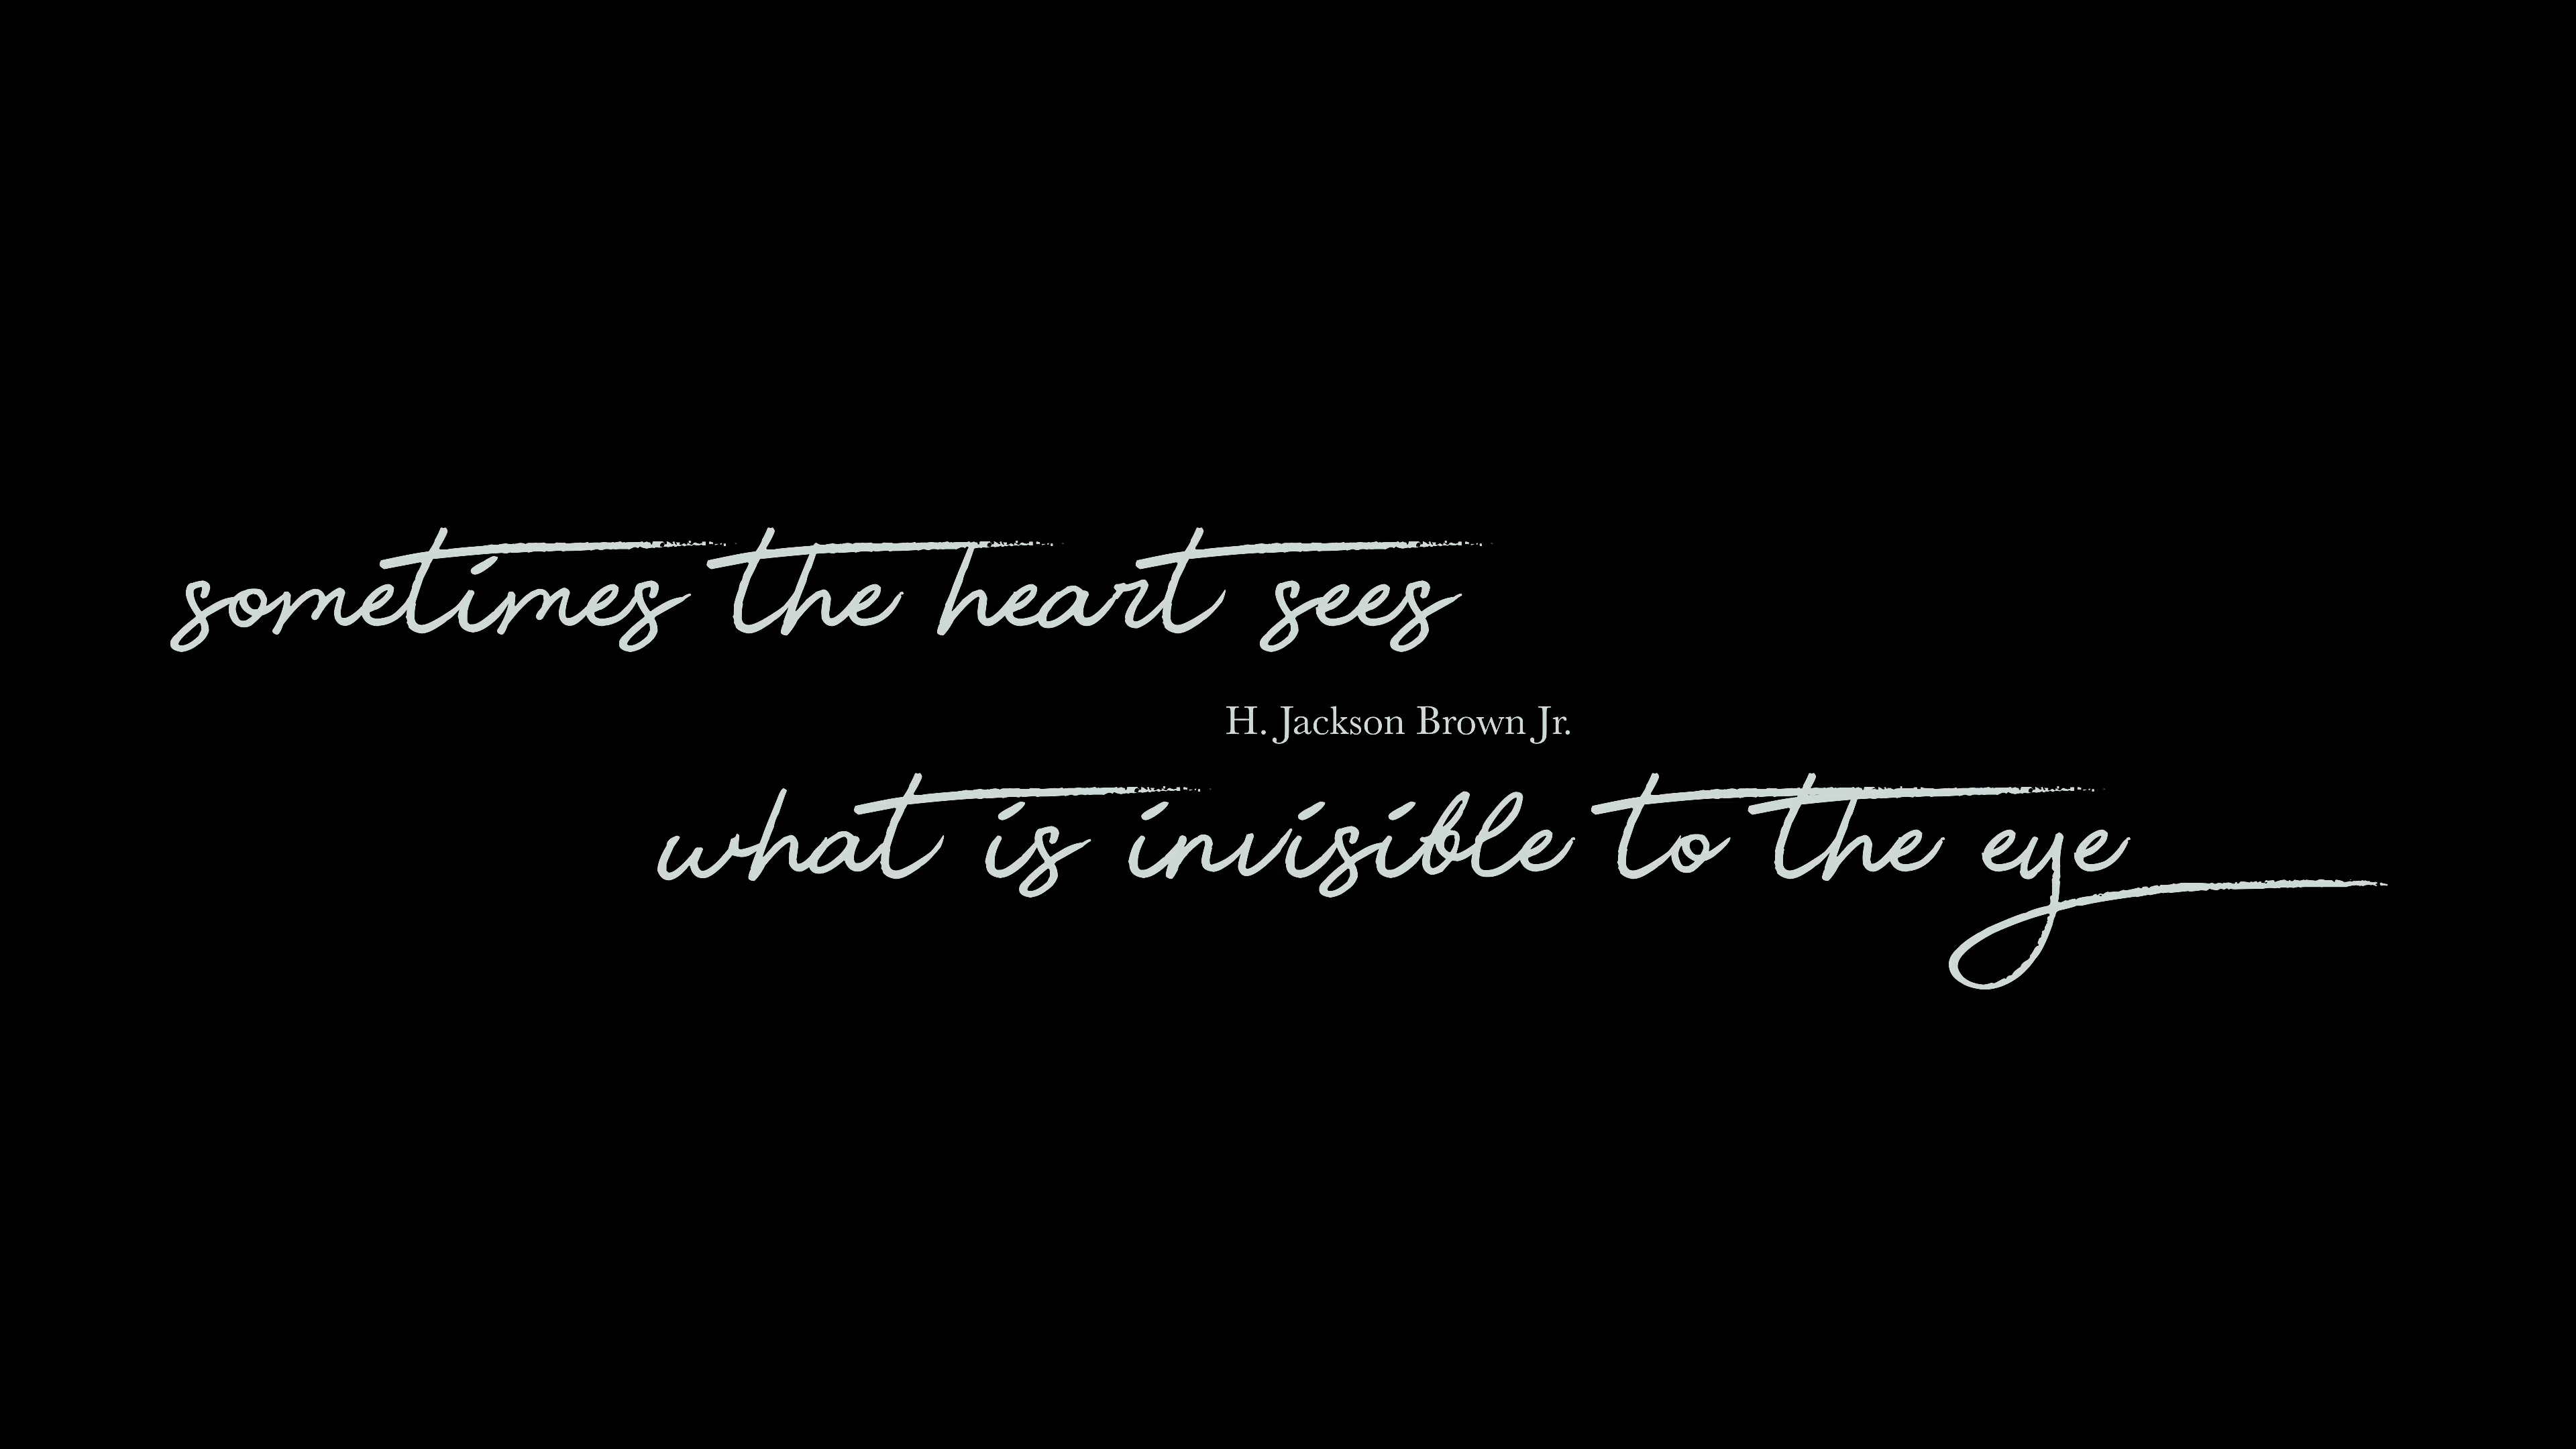 sometimes the heart sees
H. Jackson Brown Jr.
what is invisible to the eye